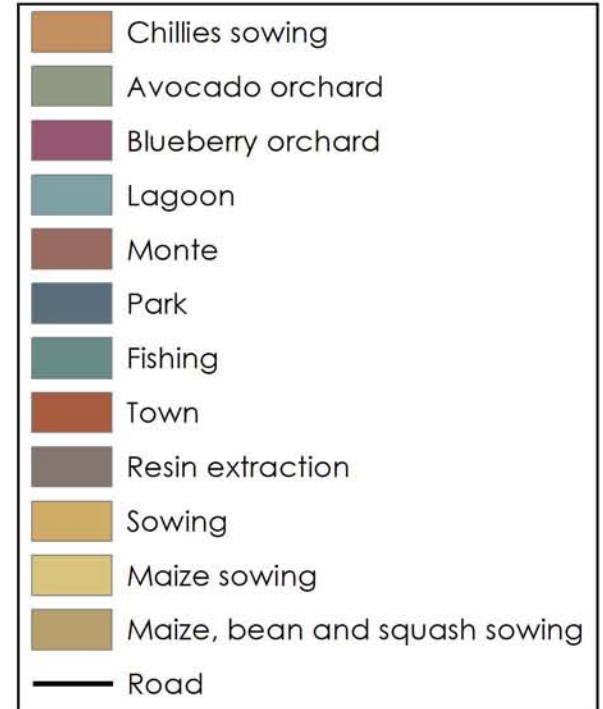 Chillies sowing
Avocado orchard
Blueberry orchard
Lagoon
Monte
Park
Fishing
Town
Resin extraction
Sowing
Maize sowing
Maize, bean and squash sowing
Road